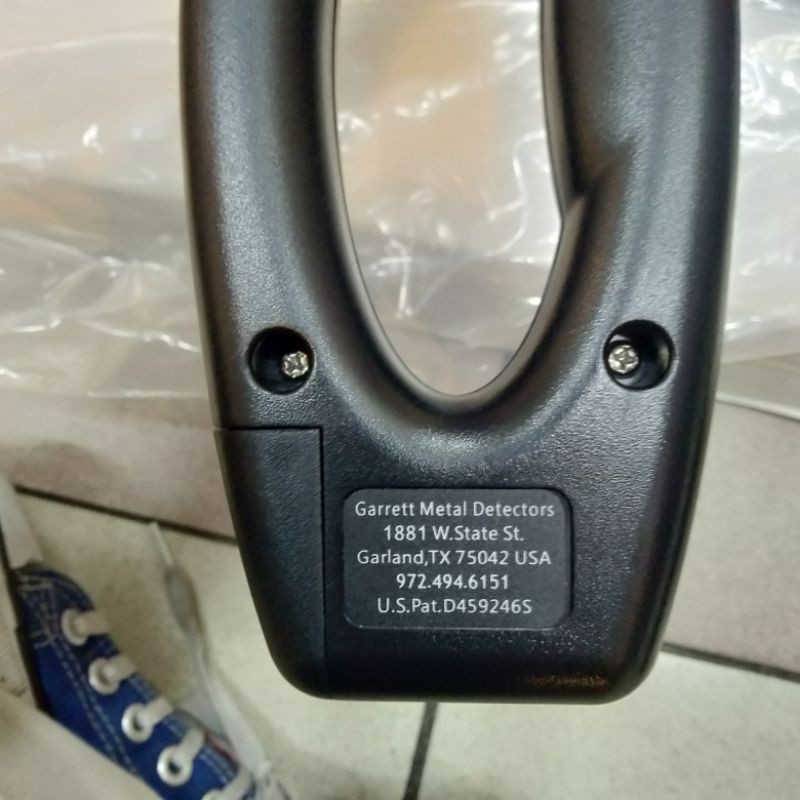 Garrett Metal Detectors
1881 W.State St.
Garland,TX 75042 USA
972.494.6151
U.S.Pat.D459246S